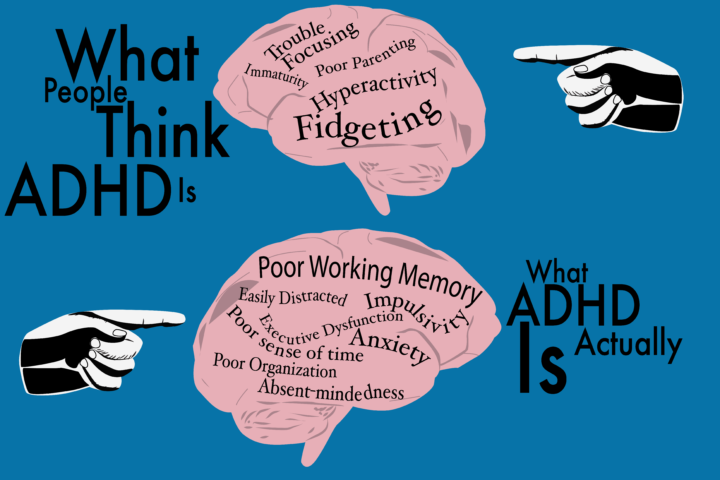 What
People
Think
ADHD Is
Trouble
Focusing
Immaturity
Poor Parenting
Hyperactivity
Fidgeting
Poor Working Memory
Easily Distracted
Impulsivity
Executive Dysfunction
Poor sense of time
Anxiety
Poor Organization
Absent-mindedness
What
ADHD
Is Actually